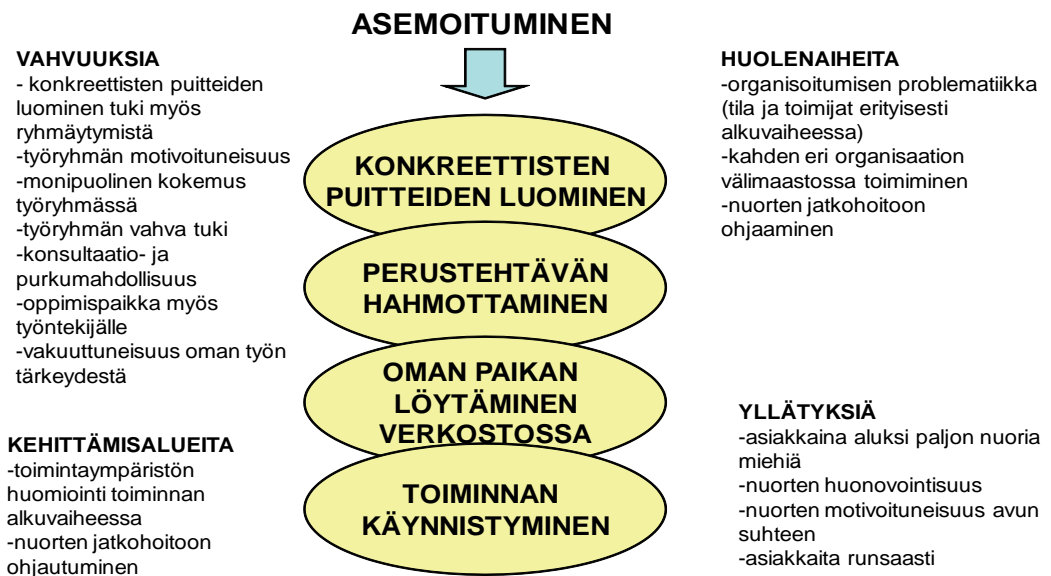 ASEMOITUMINEN
VAHVUUKSIA
- konkreettisten puitteiden
luominen tuki myös
ryhmäytymistä
-työryhmän motivoituneisuus
-monipuolinen kokemus
työryhmässä
-työryhmän vahva tuki
-konsultaatio- ja
purkumahdollisuus
-oppimispaikka myös
työntekijälle
-vakuuttuneisuus oman työn
tärkeydestä
KEHITTÄMISALUEITA
-toimintaympäristön
huomiointi toiminnan
alkuvaiheessa
-nuorten jatkohoitoon
ohjautuminen
KONKREETTISTEN
PUITTEIDEN LUOMINEN
PERUSTEHTÄVÄN
HAHMOTTAMINEN
OMAN PAIKAN
LÖYTÄMINEN
VERKOSTOSSA
TOIMINNAN
KÄYNNISTYMINEN
HUOLENAIHEITA
-organisoitumisen problematiikka
(tila ja toimijat erityisesti
alkuvaiheessa)
-kahden eri organisaation
välimaastossa toimiminen
-nuorten jatkohoitoon
ohjaaminen
YLLÄTYKSIÄ
-asiakkaina aluksi paljon nuoria
miehiä
-nuorten huonovointisuus
-nuorten motivoituneisuus avun
suhteen
-asiakkaita runsaasti